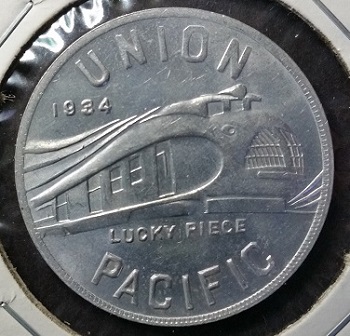 UNION
1934
LUCKY PIECE
PACIFIC